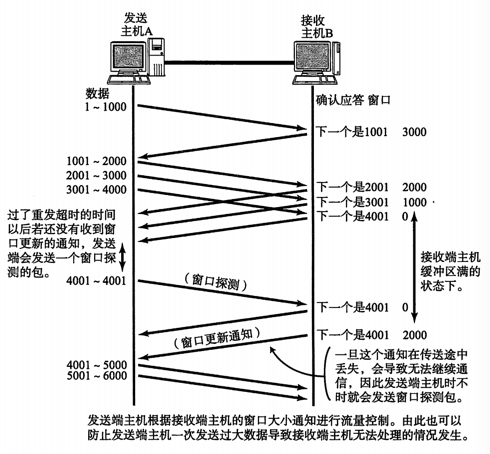 发送
主机A
接收
主机B
数据
确认应答 窗口
1～1000
下一个是1001 3000
1001～2000
2001～3000
3001～4000
下一个是2001 2000
下一个是3001 1000
下一个是4001 0
过了重发超时的时间
以后若还没有收到窗
口更新的通知，发送
端会发送一个窗口探
测的包。
接收端主机
缓冲区满的
状态下。
4001～4001
（窗口探测）
下一个是4001 0
（窗口更新通知）
下一个是4001 2000
4001～5000
5001～6000
一旦这个通知在传送途中
丢失，会导致无法继续通
信，因此发送端主机时不
时就会发送窗口探测包。
发送端主机根据接收端主机的窗口大小通知进行流量控制。由此也可以
防止发送端主机一次发送过大数据导致接收端主机无法处理的情况发生。